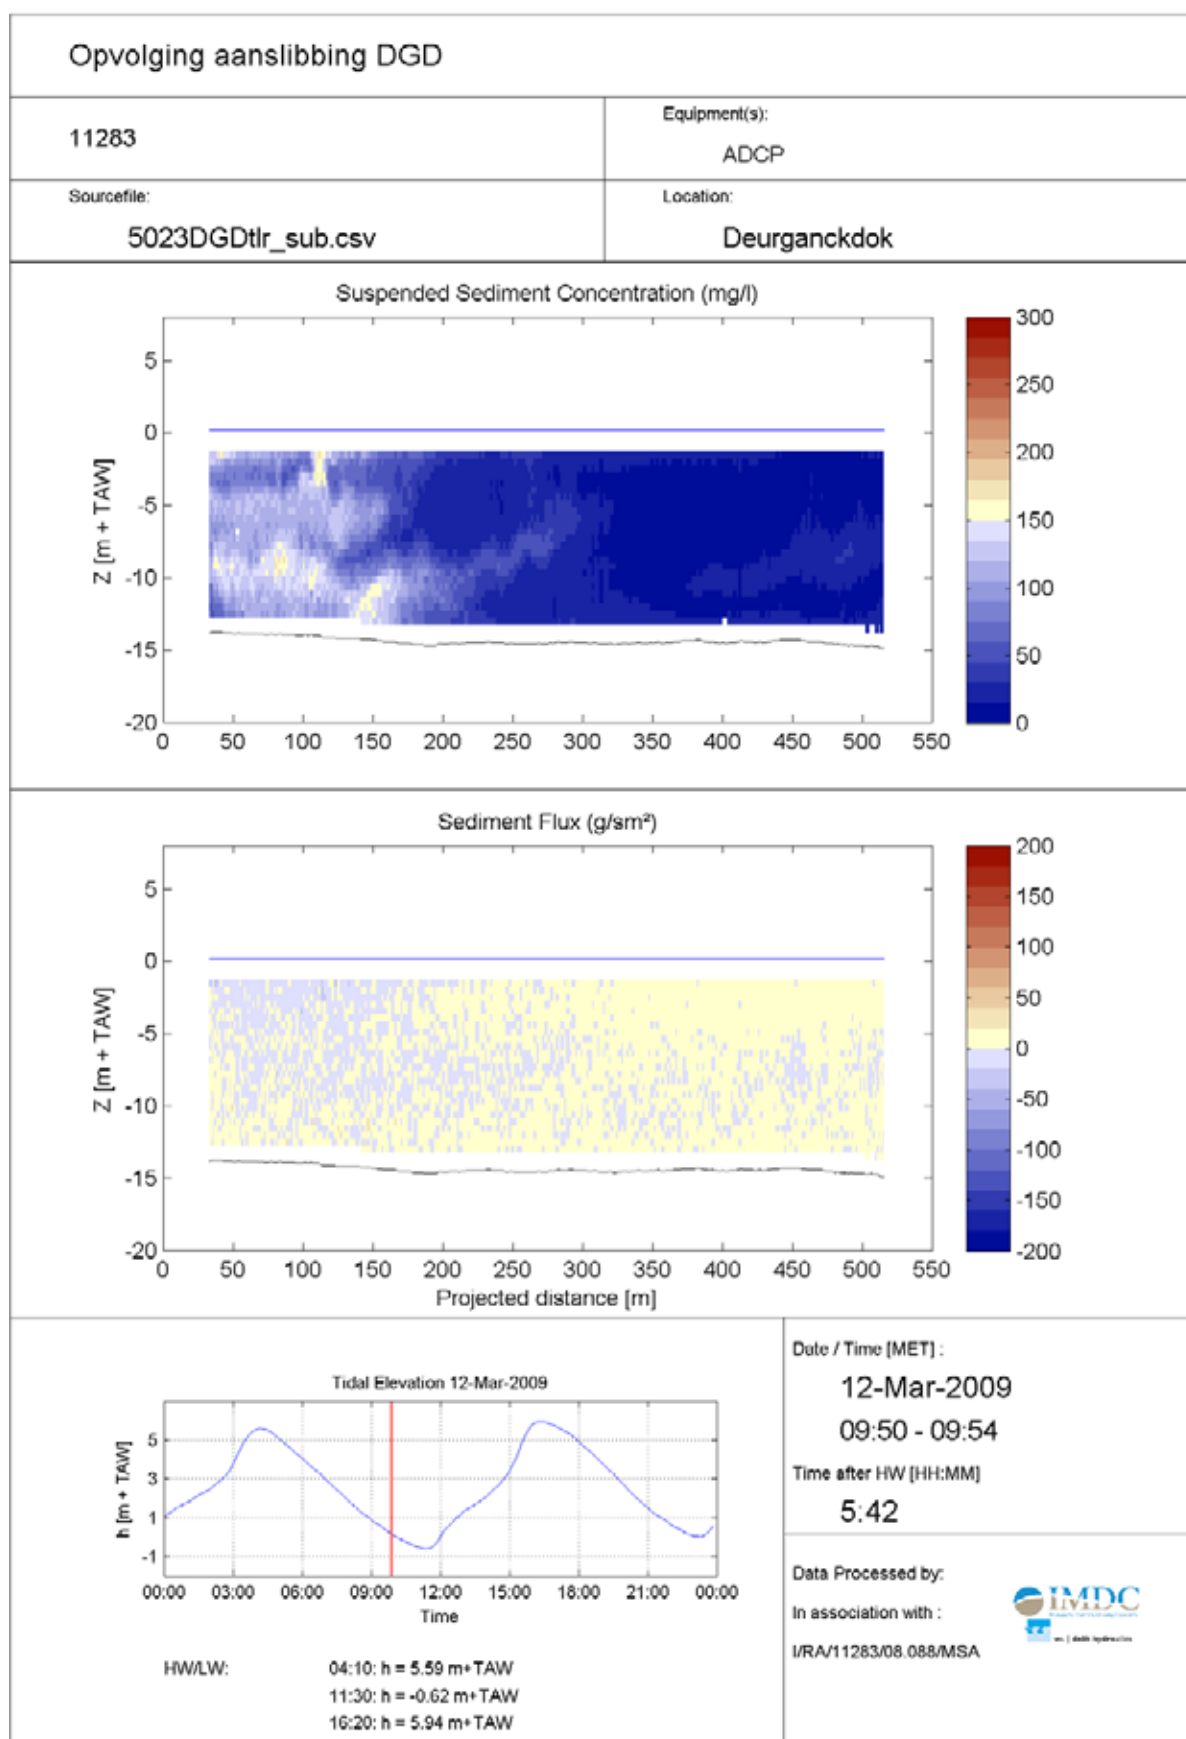 Opvolging aanslibbing DGD
11283
Equipment(s):
ADCP
Sourcefile:
5023DGDtlr_sub.csv
Location:
Deurganckdok
Suspended Sediment Concentration (mg/l)
Z [m + TAW]
5
0
-5
-10
-15
-20
0 50 100 150 200 250 300 350 400 450 500 550
300
250
200
150
100
50
0
Sediment Flux (g/sm²)
Z [m + TAW]
5
0
-5
-10
-15
-20
0 50 100 150 200 250 300 350 400 450 500 550
Projected distance [m]
200
150
100
50
0
-50
-100
-150
-200
Tidal Elevation 12-Mar-2009
h [m + TAW]
5
3
1
-1
00:00 03:00 06:00 09:00 12:00 15:00 18:00 21:00 00:00
Time
HW/LW:
04:10: h = 5.59 m+TAW
11:30: h = -0.62 m+TAW
16:20: h = 5.94 m+TAW
Date / Time [MET] :
12-Mar-2009
09:50 - 09:54
Time after HW [HH:MM]
5:42
Data Processed by:
IMDC
In association with :
I/RA/11283/08.088/MSA